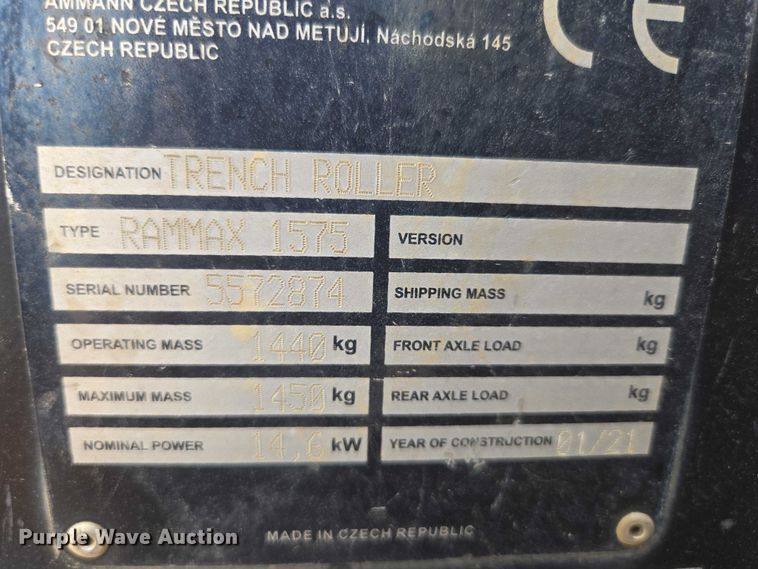 AMMANN CZECH REPUBLIC a.s.
549 01 NOVÉ MĚSTO NAD METUJÍ, Náchodská 145
CZECH REPUBLIC
CE
DESIGNATION TRENCH ROLLER
TYPE RAMMAX 1575
VERSION
SERIAL NUMBER 5572874
SHIPPING MASS kg
OPERATING MASS 1440 kg
FRONT AXLE LOAD kg
MAXIMUM MASS 1450 kg
REAR AXLE LOAD kg
NOMINAL POWER 14,6 kW
YEAR OF CONSTRUCTION 01/21
MADE IN CZECH REPUBLIC
Purple Wave Auction